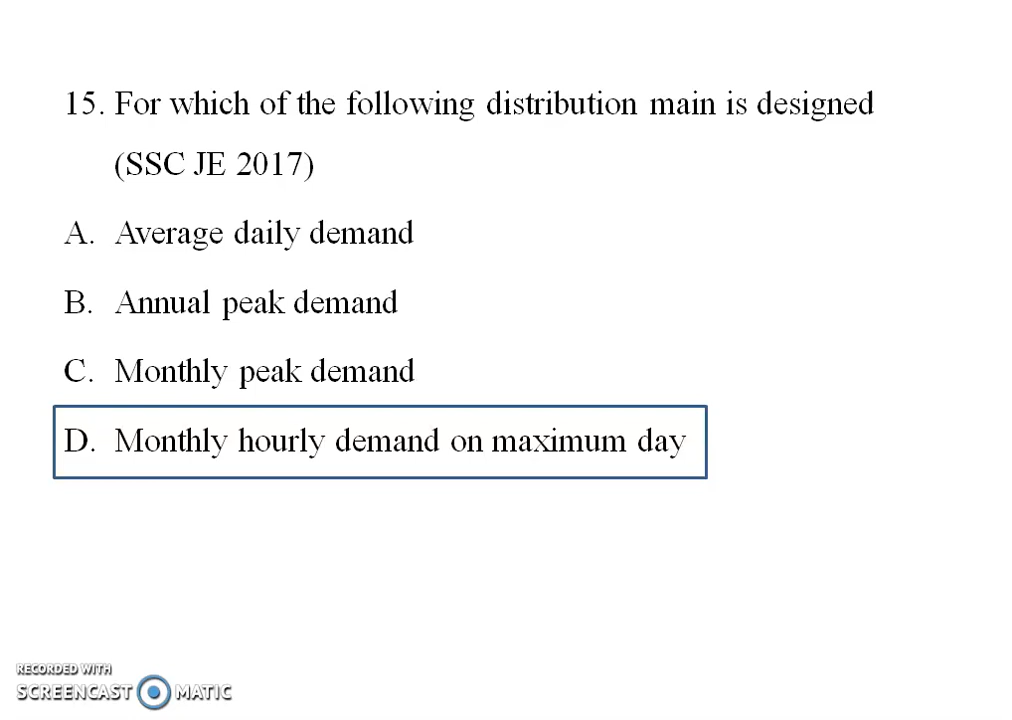 15. For which of the following distribution main is designed
(SSC JE 2017)
A. Average daily demand
B. Annual peak demand
C. Monthly peak demand
D. Monthly hourly demand on maximum day
RECORDED WITH
SCREENCAST MATIC